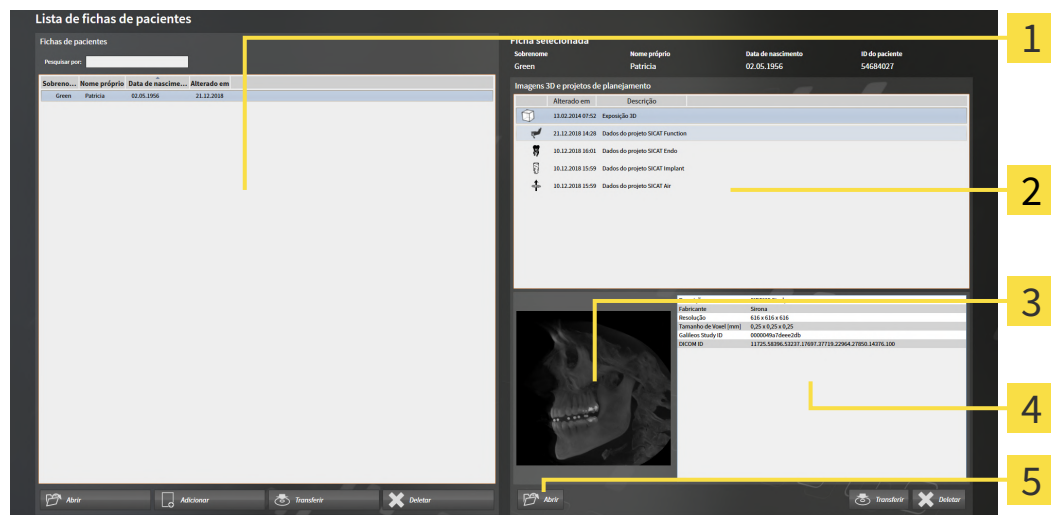 Lista de fichas de pacientes
1
Fichas de pacientes
Pesquisar por:
Sobreno... Nome próprio Data de nascime... Alterado em
Green Patricia 02.05.1956 21.12.2018
Abrir Adicionar Transferir Deletar
Ficha selecionada
Sobrenome Nome próprio Data de nascimento ID do paciente
Green Patricia 02.05.1956 54684027
Imagens 3D e projetos de planejamento
Alterado em Descrição
13.02.2014 07:52 Exposição 3D
21.12.2018 14:28 Dados do projeto SICAT Function
10.12.2018 16:01 Dados do projeto SICAT Endo
10.12.2018 15:59 Dados do projeto SICAT Implant
10.12.2018 15:59 Dados do projeto SICAT Air
2
3
Fabricante Sirona
Resolução 616 x 616 x 616
Tamanho de Voxel [mm] 0,25 x 0,25 x 0,25
Galileos Study ID 0000049a7deee2db
DICOM ID 11725.58396.53237.17697.37719.22964.27850.14376.100
4
5
Abrir Transferir Deletar